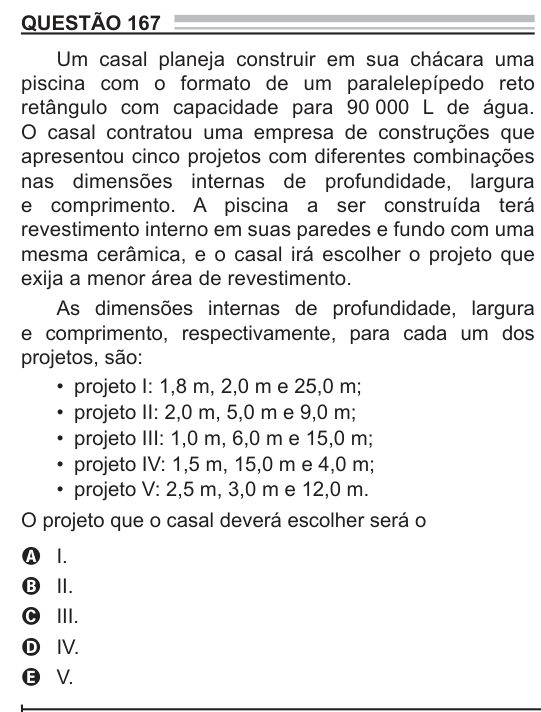 QUESTÃO 167
Um casal planeja construir em sua chácara uma
piscina com o formato de um paralelepípedo reto
retângulo com capacidade para 90 000 L de água.
O casal contratou uma empresa de construções que
apresentou cinco projetos com diferentes combinações
nas dimensões internas de profundidade, largura
e comprimento. A piscina a ser construída terá
revestimento interno em suas paredes e fundo com uma
mesma cerâmica, e o casal irá escolher o projeto que
exija a menor área de revestimento.
As dimensões internas de profundidade, largura
e comprimento, respectivamente, para cada um dos
projetos, são:
• projeto I: 1,8 m, 2,0 m e 25,0 m;
• projeto II: 2,0 m, 5,0 m e 9,0 m;
• projeto III: 1,0 m, 6,0 m e 15,0 m;
• projeto IV: 1,5 m, 15,0 m e 4,0 m;
• projeto V: 2,5 m, 3,0 m e 12,0 m.
O projeto que o casal deverá escolher será o
A I.
B II.
C III.
D IV.
E V.